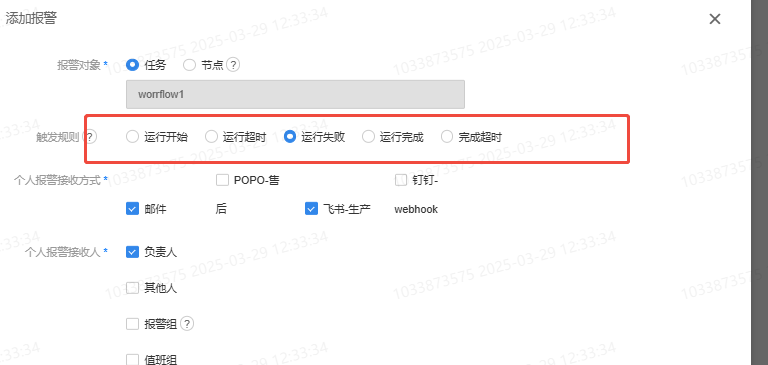 添加报警
报警对象 * 任务 节点 ?
worrflow1
触发规则 ? 运行开始 运行超时 运行失败 运行完成 完成超时
个人报警接收方式 * POPO-售 钉钉-
邮件 后 飞书-生产 webhook
个人报警接收人 * 负责人
其他人
报警组 ?
值班组
1033873575 2025-03-29 12:33:34